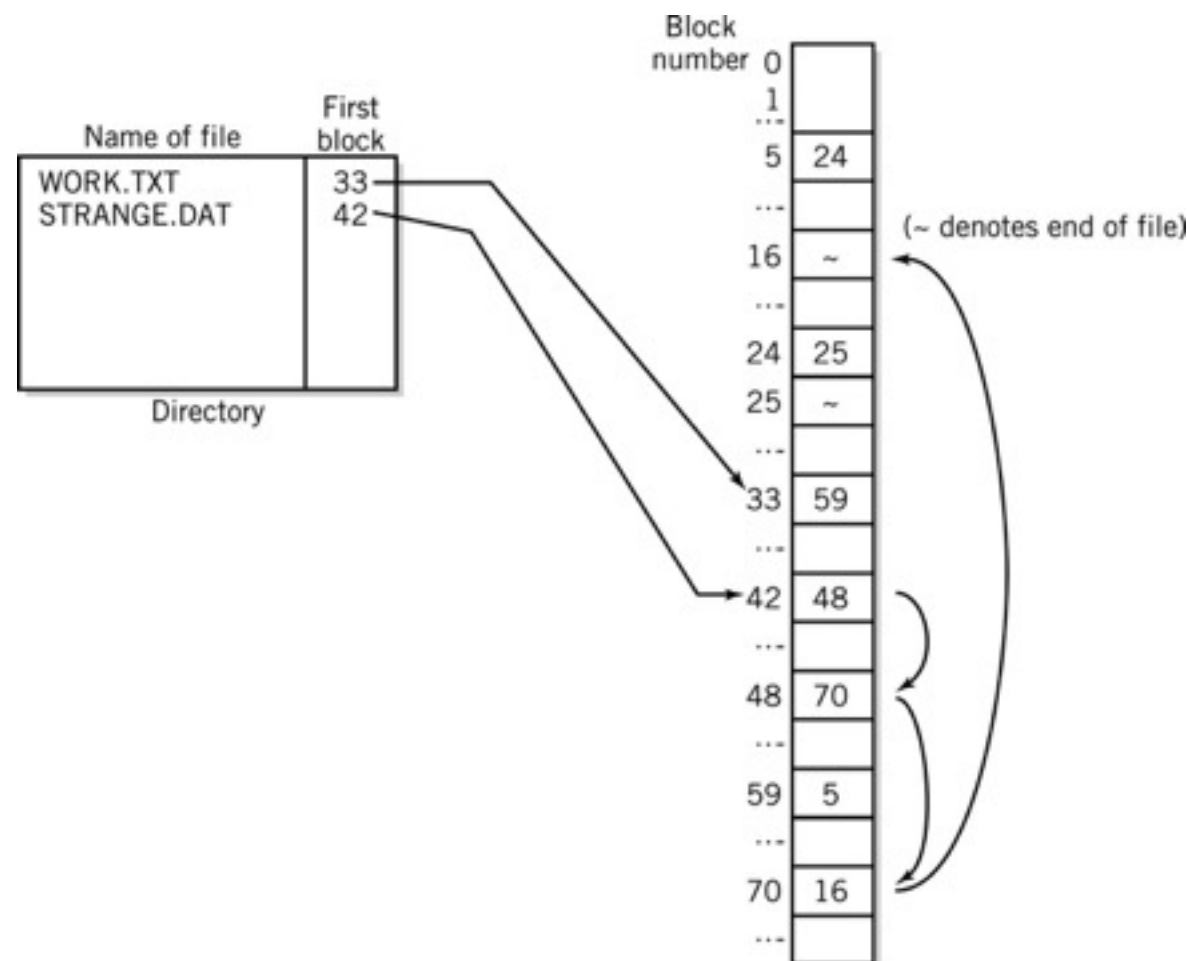 Block
number
0
1
...
Name of file
First
block
WORK.TXT 33
STRANGE.DAT 42
Directory
5 24
...
(~ denotes end of file)
16 ~
...
24 25
25 ~
...
33 59
...
42 48
...
48 70
...
59 5
...
70 16
...